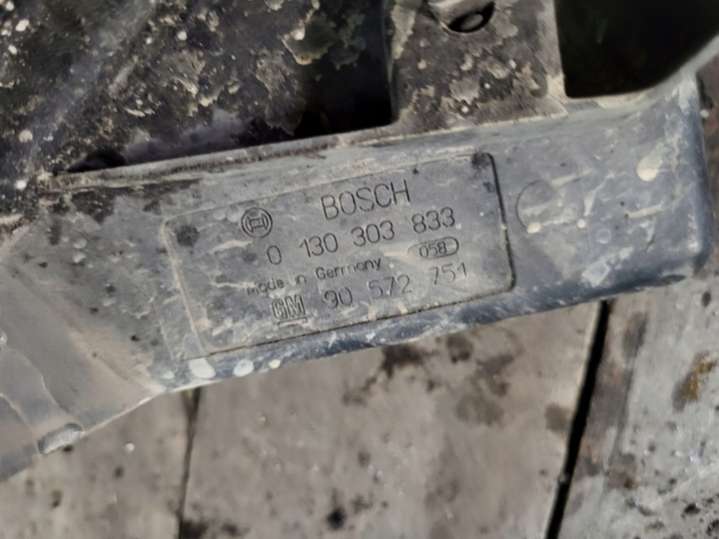 BOSCH
0 130 303 833
made in Germany 058
GM 90 572 751